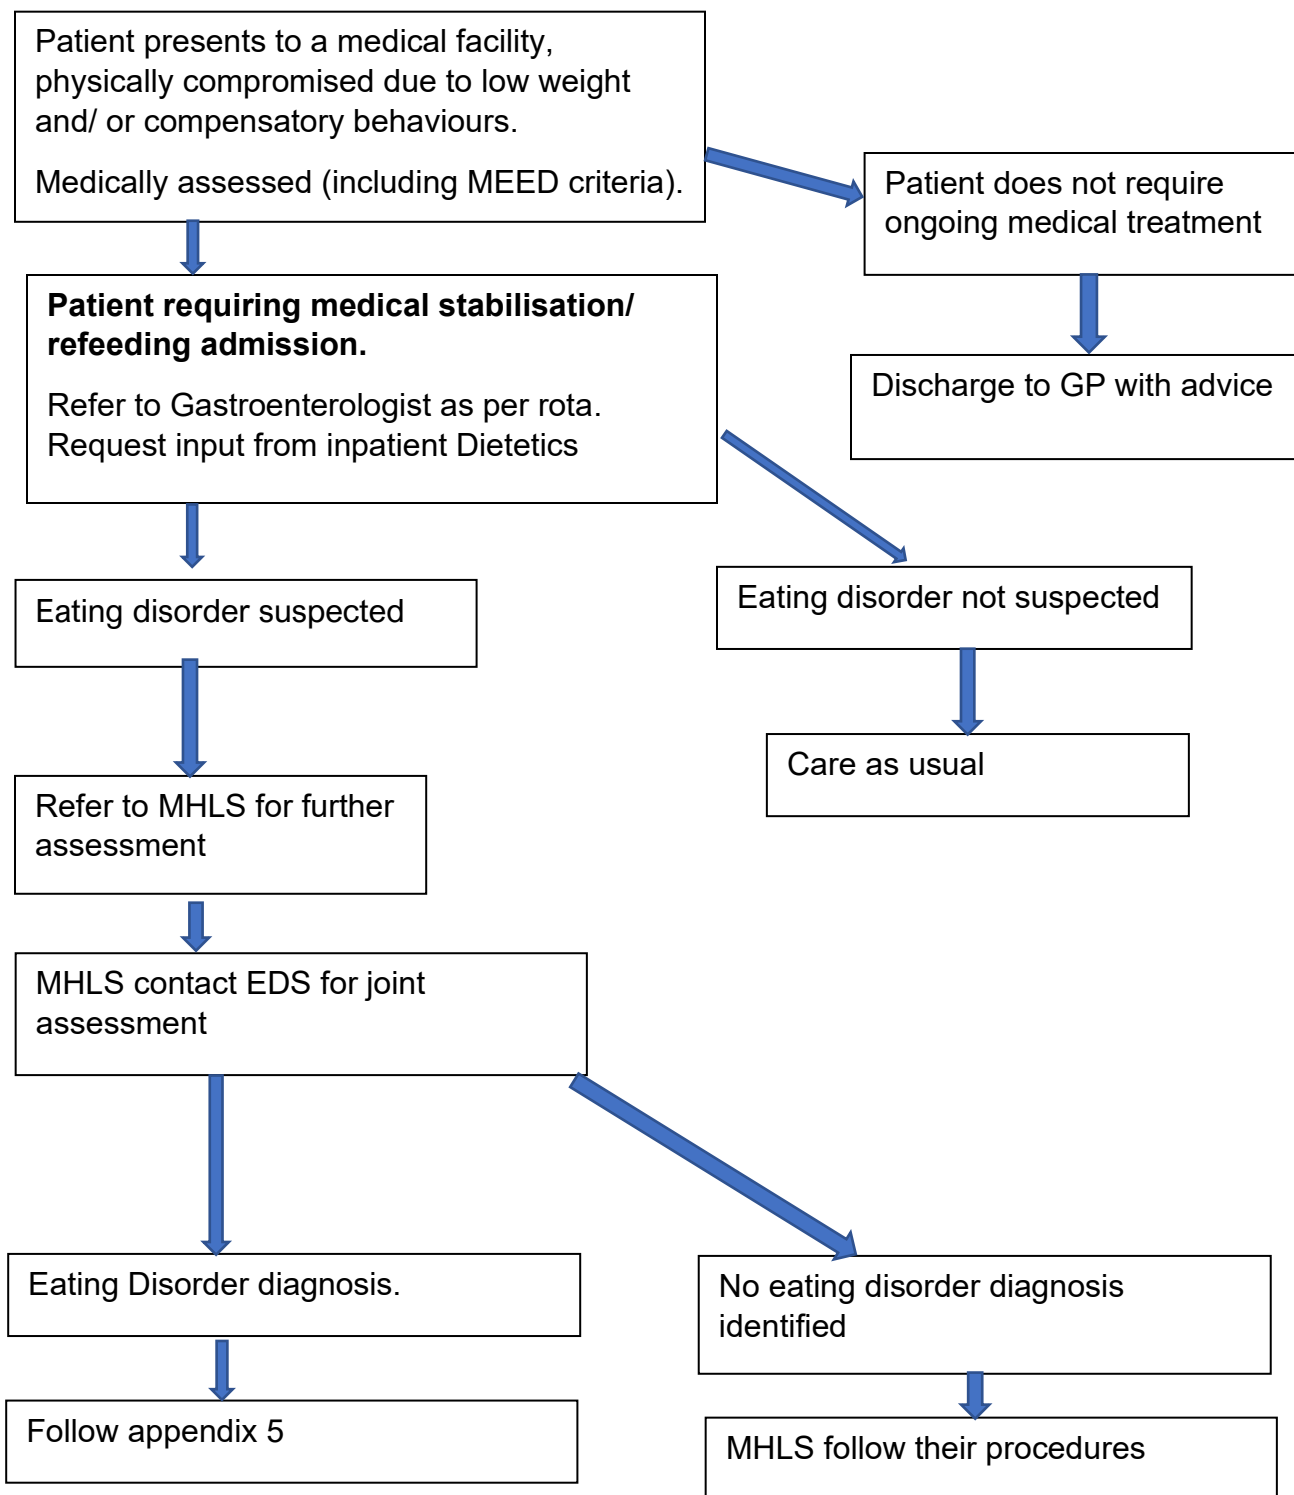 Patient presents to a medical facility,
physically compromised due to low weight
and/ or compensatory behaviours.
Medically assessed (including MEED criteria).
Patient does not require
ongoing medical treatment
Patient requiring medical stabilisation/
refeeding admission.
Refer to Gastroenterologist as per rota.
Request input from inpatient Dietetics
Discharge to GP with advice
Eating disorder suspected
Eating disorder not suspected
Care as usual
Refer to MHLS for further
assessment
MHLS contact EDS for joint
assessment
Eating Disorder diagnosis.
No eating disorder diagnosis
identified
Follow appendix 5
MHLS follow their procedures